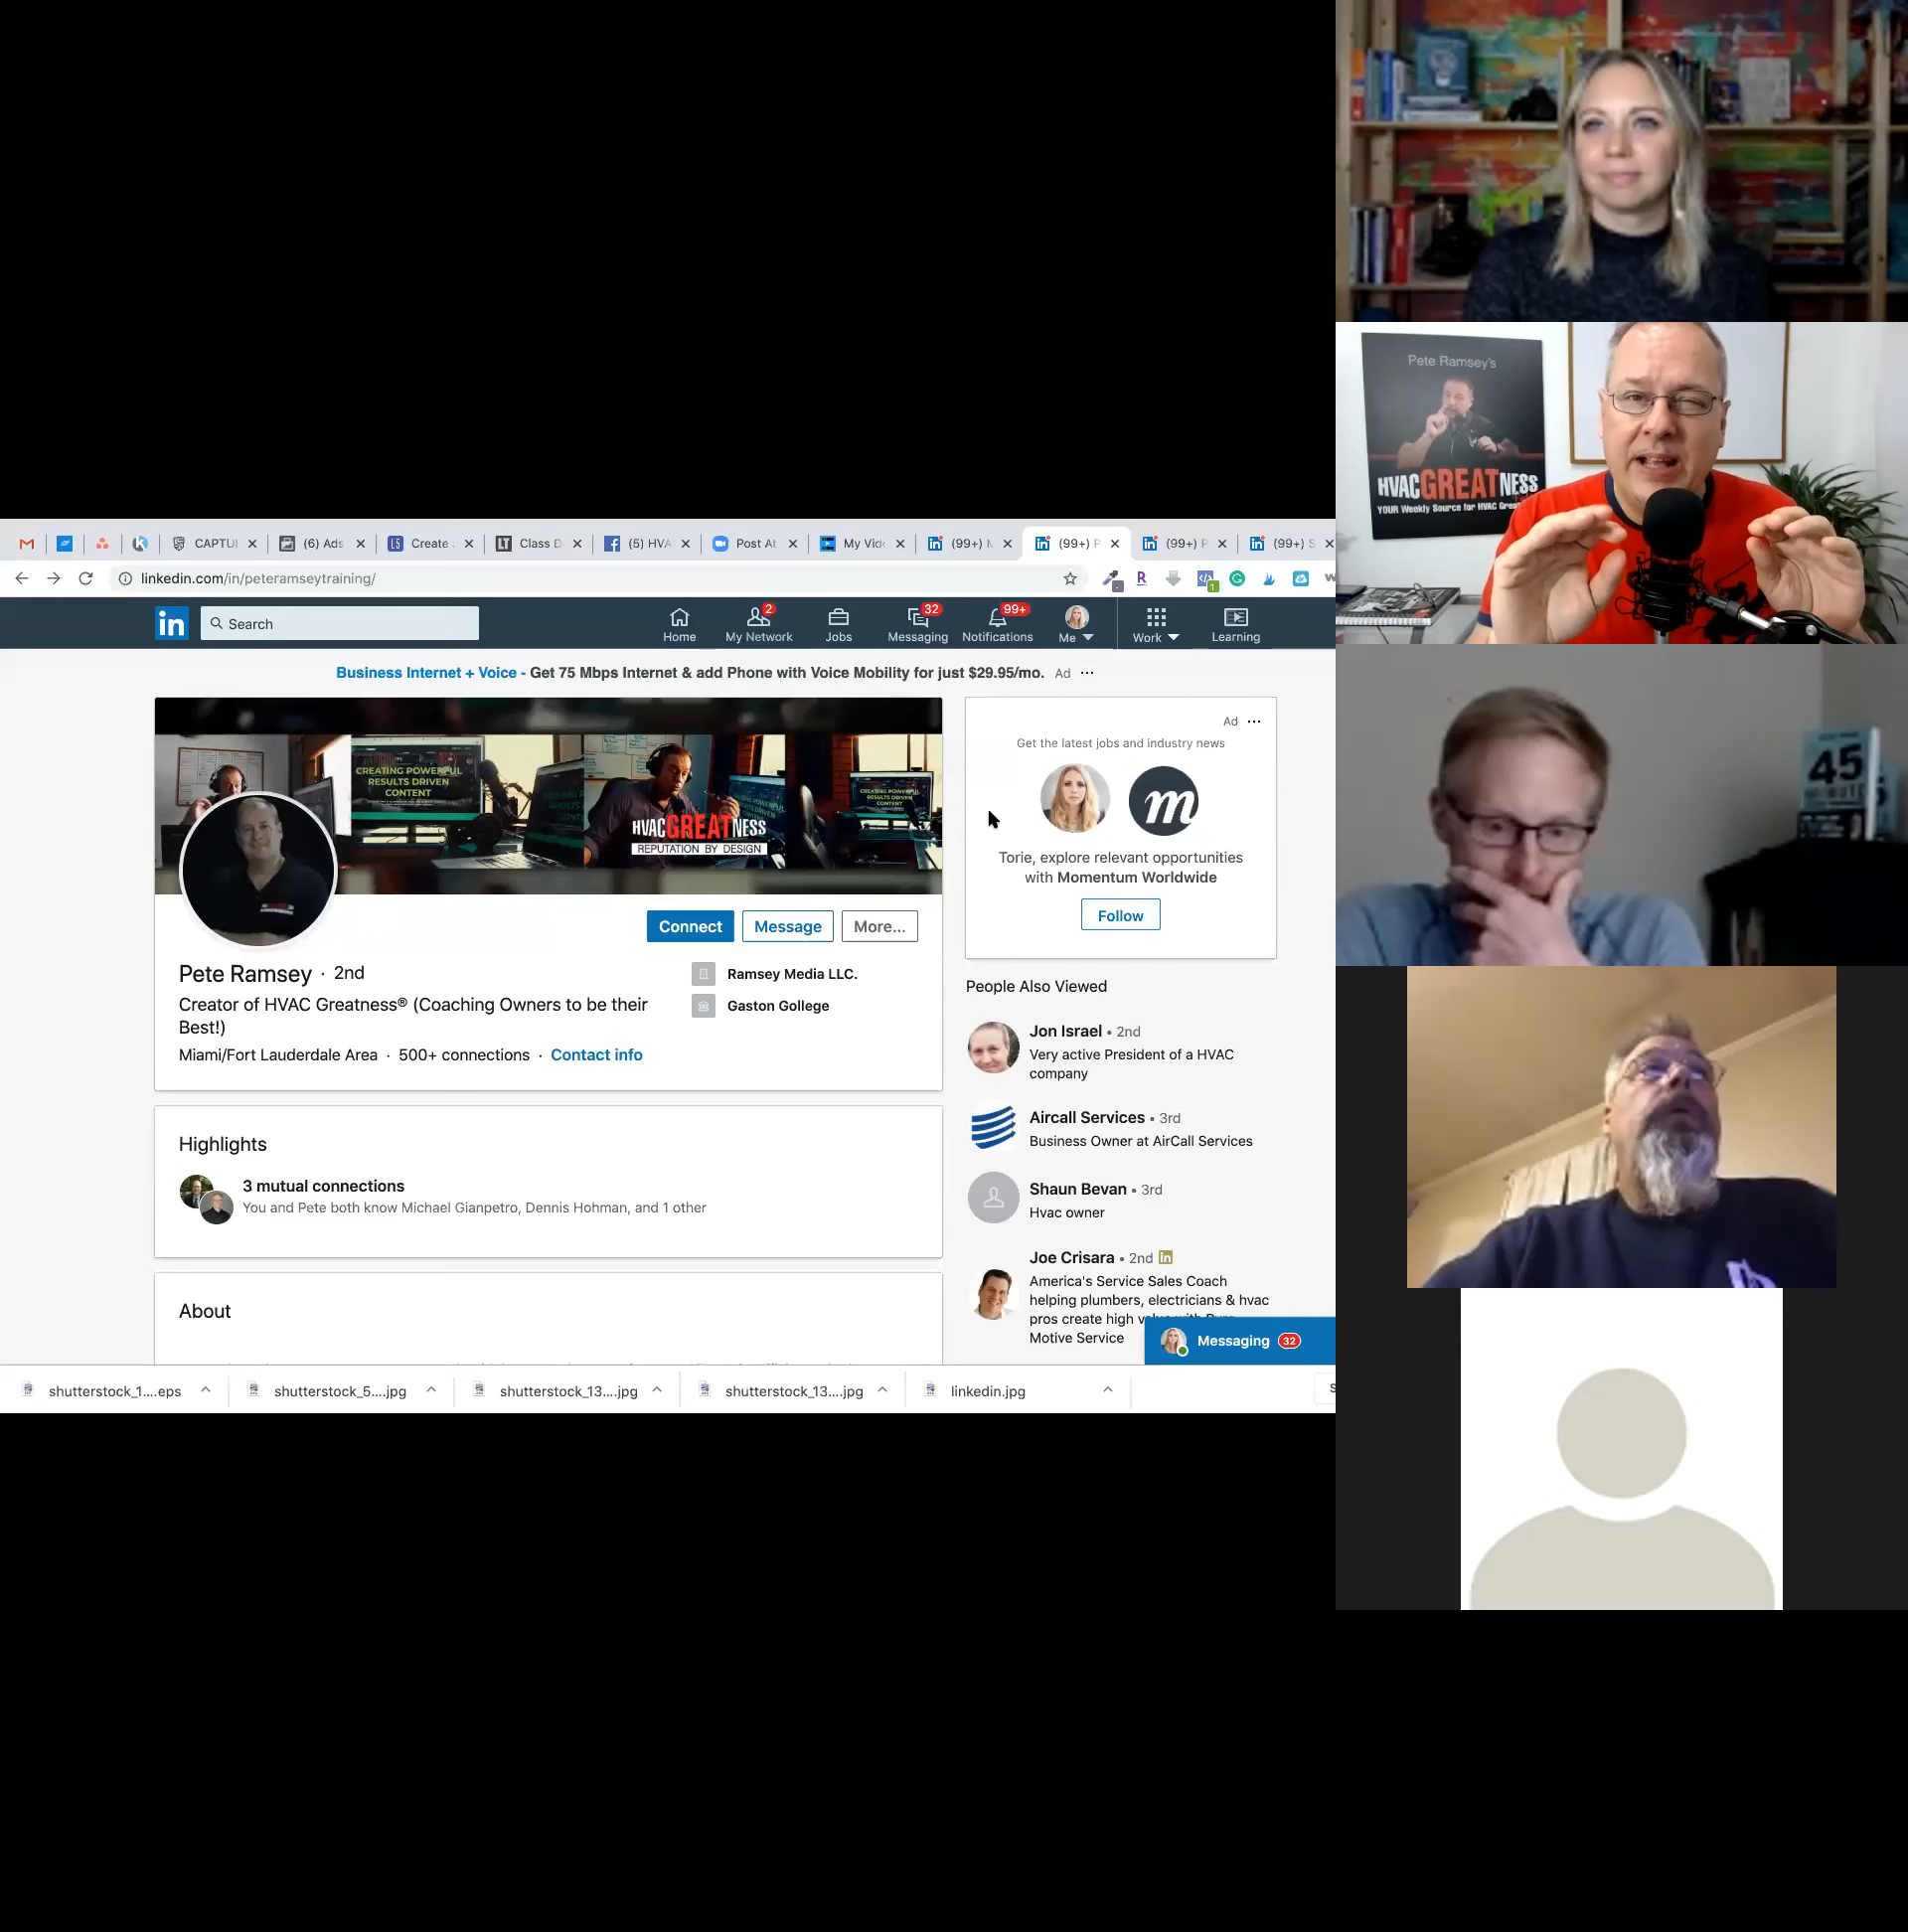 CAPTU
(6) Ads
Create
Class D
(5) HVA
Post At
My Vide
(99+) N
(99+) P
(99+) P
(99+) S
linkedin.com/in/peteramseytraining/
in
Search
2
32
99+
Home
My Network
Jobs
Messaging
Notifications
Me
Work
Learning
Business Internet + Voice - Get 75 Mbps Internet & add Phone with Voice Mobility for just $29.95/mo. Ad
CREATING POWERFUL
RESULTS DRIVEN
CONTENT
HVACGREATNESS
REPUTATION BY DESIGN
Connect
Message
More...
Pete Ramsey · 2nd
Creator of HVAC Greatness® (Coaching Owners to be their
Best!)
Miami/Fort Lauderdale Area · 500+ connections · Contact info
Ramsey Media LLC.
Gaston Gollege
Highlights
3 mutual connections
You and Pete both know Michael Gianpetro, Dennis Hohman, and 1 other
About
Ad
Get the latest jobs and industry news
m
Torie, explore relevant opportunities
with Momentum Worldwide
Follow
People Also Viewed
Jon Israel • 2nd
Very active President of a HVAC
company
Aircall Services • 3rd
Business Owner at AirCall Services
Shaun Bevan • 3rd
Hvac owner
Joe Crisara • 2nd in
America's Service Sales Coach
helping plumbers, electricians & hvac
pros create high
Motive Service
Messaging 32
shutterstock_1....eps
shutterstock_5....jpg
shutterstock_13....jpg
shutterstock_13....jpg
linkedin.jpg
Pete Ramsey's
HVACGREATNESS
YOUR Weekly Source for HVAC
45